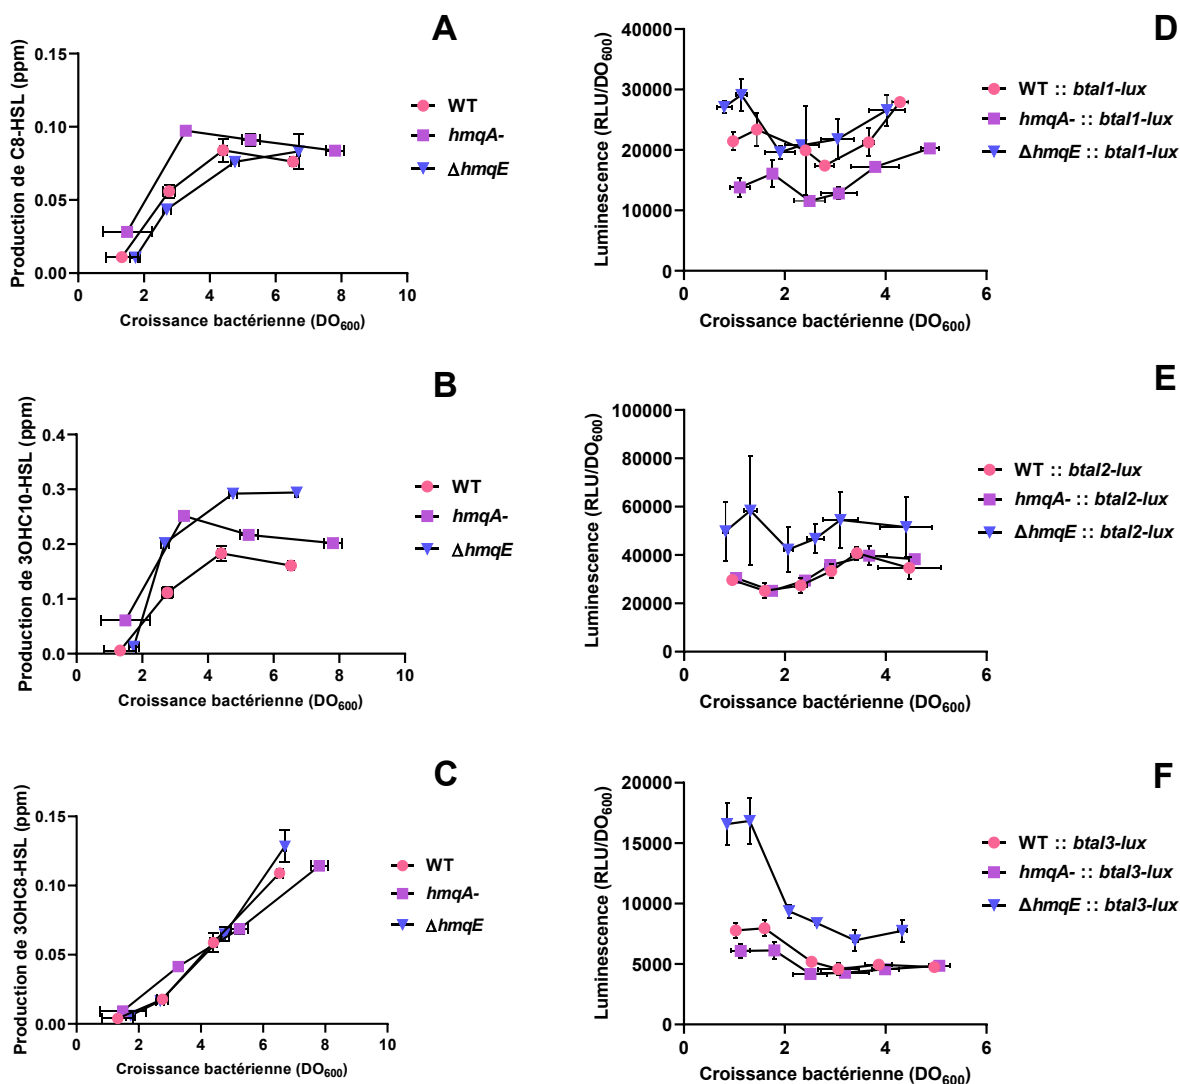 A
Production de C8-HSL (ppm)
0.15
0.10
0.05
0.00
0 2 4 6 8 10
Croissance bactérienne (DO600)
WT
hmqA-
ΔhmqE
D
Luminescence (RLU/DO600)
40000
30000
20000
10000
0
0 2 4 6
Croissance bactérienne (DO600)
WT :: btaI1-lux
hmqA- :: btaI1-lux
ΔhmqE :: btaI1-lux
B
Production de 3OHC10-HSL (ppm)
0.4
0.3
0.2
0.1
0.0
0 2 4 6 8 10
Croissance bactérienne (DO600)
WT
hmqA-
ΔhmqE
E
Luminescence (RLU/DO600)
100000
80000
60000
40000
20000
0
0 2 4 6
Croissance bactérienne (DO600)
WT :: btaI2-lux
hmqA- :: btaI2-lux
ΔhmqE :: btaI2-lux
C
Production de 3OHC8-HSL (ppm)
0.15
0.10
0.05
0.00
0 2 4 6 8 10
Croissance bactérienne (DO600)
WT
hmqA-
ΔhmqE
F
Luminescence (RLU/DO600)
20000
15000
10000
5000
0
0 2 4 6
Croissance bactérienne (DO600)
WT :: btaI3-lux
hmqA- :: btaI3-lux
ΔhmqE :: btaI3-lux